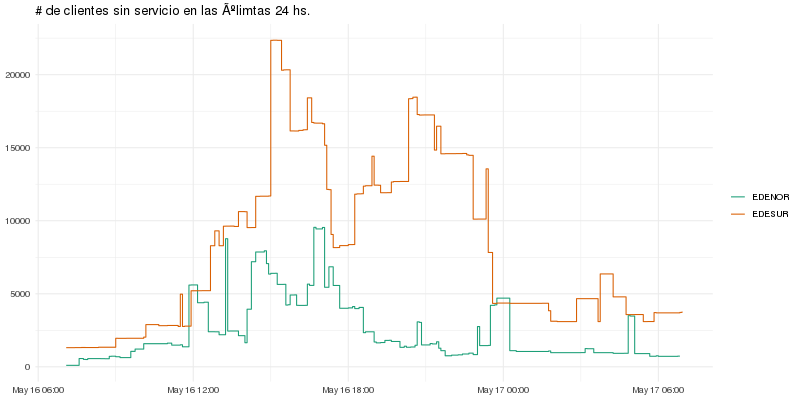 # de clientes sin servicio en las Ãºlimtas 24 hs.
20000
15000
10000
5000
0
May 16 06:00 May 16 12:00 May 16 18:00 May 17 00:00 May 17 06:00
EDENOR
EDESUR